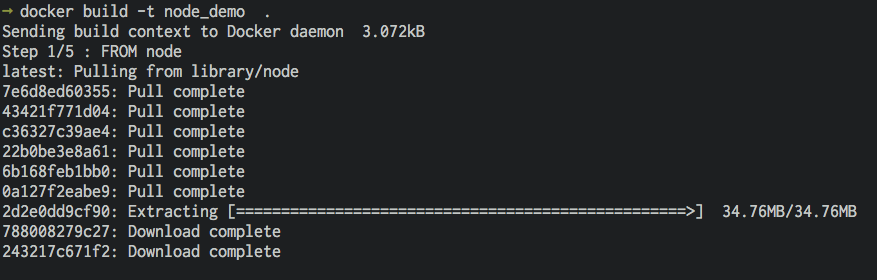 → docker build -t node_demo  .
Sending build context to Docker daemon  3.072kB
Step 1/5 : FROM node
latest: Pulling from library/node
7e6d8ed60355: Pull complete
43421f771d04: Pull complete
c36327c39ae4: Pull complete
22b0be3e8a61: Pull complete
6b168feb1bb0: Pull complete
0a127f2eabe9: Pull complete
2d2e0dd9cf90: Extracting [==================================================>]  34.76MB/34.76MB
788008279c27: Download complete
243217c671f2: Download complete